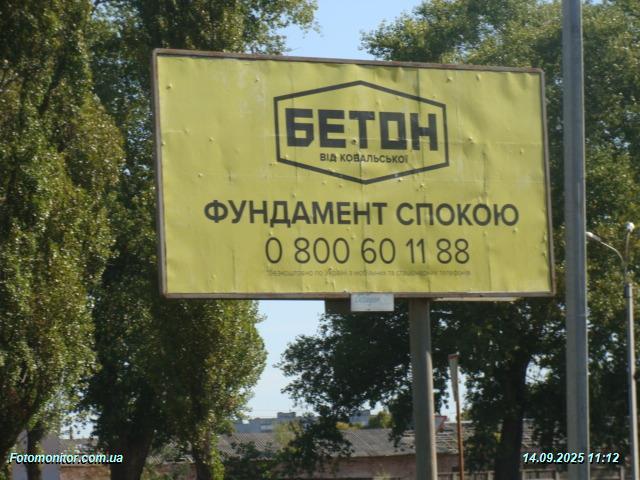 БЕТОН
ВІД КОВАЛЬСЬКОЇ
ФУНДАМЕНТ СПОКОЮ
0 800 60 11 88
*безкоштовно по Україні з мобільних та стаціонарних телефонів
Fotomonitor.com.ua
14.09.2025 11:12